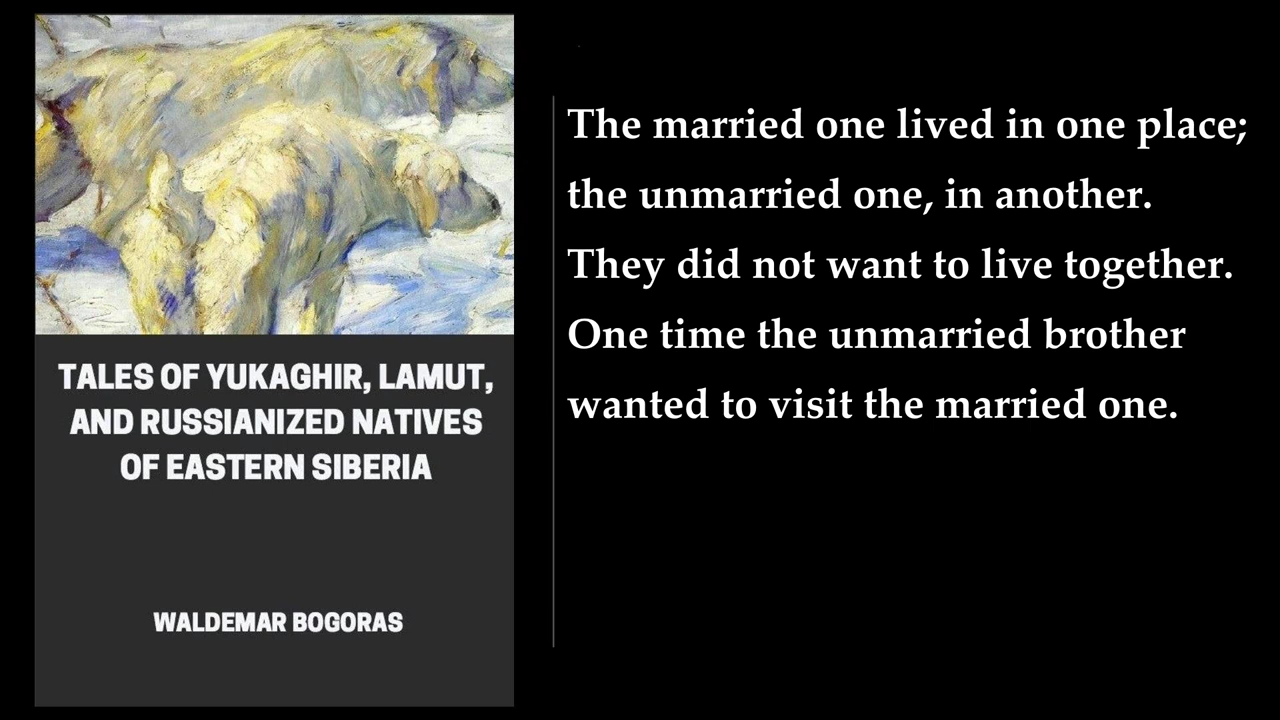 TALES OF YUKAGHIR, LAMUT,
AND RUSSIANIZED NATIVES
OF EASTERN SIBERIA
WALDEMAR BOGORAS
The married one lived in one place;
the unmarried one, in another.
They did not want to live together.
One time the unmarried brother
wanted to visit the married one.